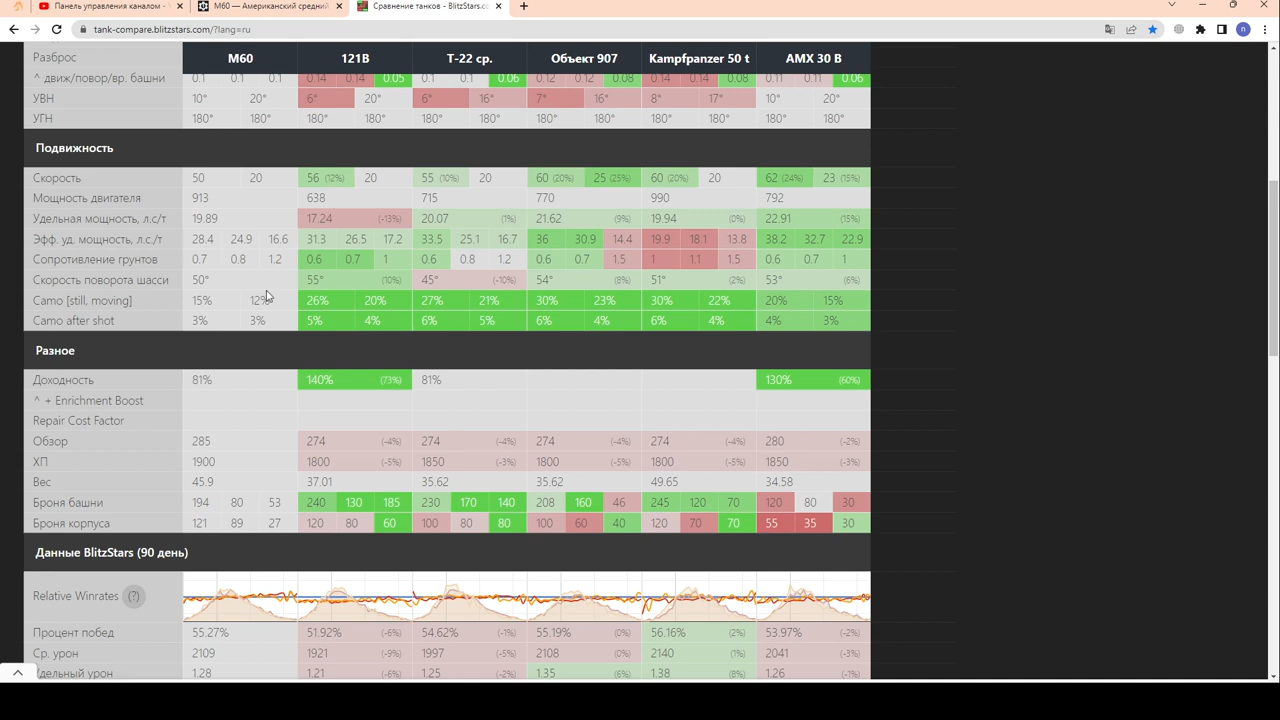 Панель управления каналом -
M60 — Американский средний
Сравнение танков - BlitzStars.co
tank-compare.blitzstars.com/?lang=ru
n
Разброс M60 121B Т-22 ср. Объект 907 Kampfpanzer 50 t AMX 30 B
^ движ/повор/вр. башни 0.1 0.1 0.1 0.14 0.14 0.05 0.1 0.1 0.06 0.12 0.12 0.08 0.14 0.14 0.08 0.11 0.11 0.06
УВН 10° 20° 6° 20° 6° 16° 7° 16° 8° 17° 10° 20°
УГН 180° 180° 180° 180° 180° 180° 180° 180° 180° 180° 180° 180°
Подвижность
Скорость 50 20 56 (12%) 20 55 (10%) 20 60 (20%) 25 (25%) 60 (20%) 20 62 (24%) 23 (15%)
Мощность двигателя 913 638 715 770 990 792
Удельная мощность, л.с/т 19.89 17.24 (-13%) 20.07 (1%) 21.62 (9%) 19.94 (0%) 22.91 (15%)
Эфф. уд. мощность, л.с./т 28.4 24.9 16.6 31.3 26.5 17.2 33.5 25.1 16.7 36 30.9 14.4 19.9 18.1 13.8 38.2 32.7 22.9
Сопротивление грунтов 0.7 0.8 1.2 0.6 0.7 1 0.6 0.8 1.2 0.6 0.7 1.5 1 1.1 1.5 0.6 0.7 1
Скорость поворота шасси 50° 55° (10%) 45° (-10%) 54° (8%) 51° (2%) 53° (6%)
Camo [still, moving] 15% 12% 26% 20% 27% 21% 30% 23% 30% 22% 20% 15%
Camo after shot 3% 3% 5% 4% 6% 5% 6% 4% 6% 4% 4% 3%
Разное
Доходность 81% 140% (73%) 81% 130% (60%)
^ + Enrichment Boost
Repair Cost Factor
Обзор 285 274 (-4%) 274 (-4%) 274 (-4%) 274 (-4%) 280 (-2%)
ХП 1900 1800 (-5%) 1850 (-3%) 1800 (-5%) 1800 (-5%) 1850 (-3%)
Вес 45.9 37.01 35.62 35.62 49.65 34.58
Броня башни 194 80 53 240 130 185 230 170 140 208 160 46 245 120 70 120 80 30
Броня корпуса 121 89 27 120 80 60 100 80 80 100 60 40 120 70 70 55 35 30
Данные BlitzStars (90 день)
Relative Winrates (?)
Процент побед 55.27% 51.92% (-6%) 54.62% (-1%) 55.19% (0%) 56.16% (2%) 53.97% (-2%)
Ср. урон 2109 1921 (-9%) 1997 (-5%) 2108 (0%) 2140 (1%) 2041 (-3%)
Удельный урон 1.28 1.21 (-6%) 1.25 (-2%) 1.35 (6%) 1.38 (8%) 1.26 (-1%)